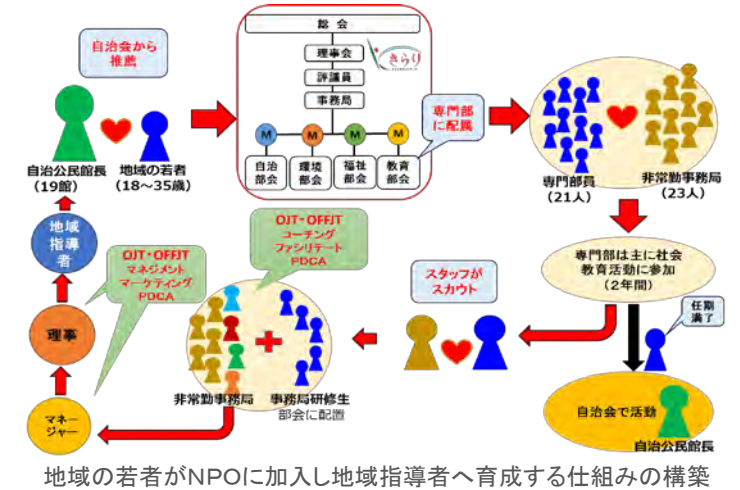 自治会から
推薦
自治公民館長
(19館)
地域の若者
(18～35歳)
総 会
理事会
きらり
評議員
事務局
M
M
M
M
自治
部会
環境
部会
福祉
部会
教育
部会
専門部
に配属
専門部員
(21人)
非常勤事務局
(23人)
専門部は主に社会
教育活動に参加
(2年間)
任期
満了
自治会で活動
自治公民館長
スタッフが
スカウト
OJT・OFFJT
コーチング
ファシリテート
PDCA
非常勤事務局
事務局研修生
部会に配置
マネー
ジャー
理事
OJT・OFFJT
マネジメント
マーケティング
PDCA
地域
指導
者
地域の若者がNPOに加入し地域指導者へ育成する仕組みの構築